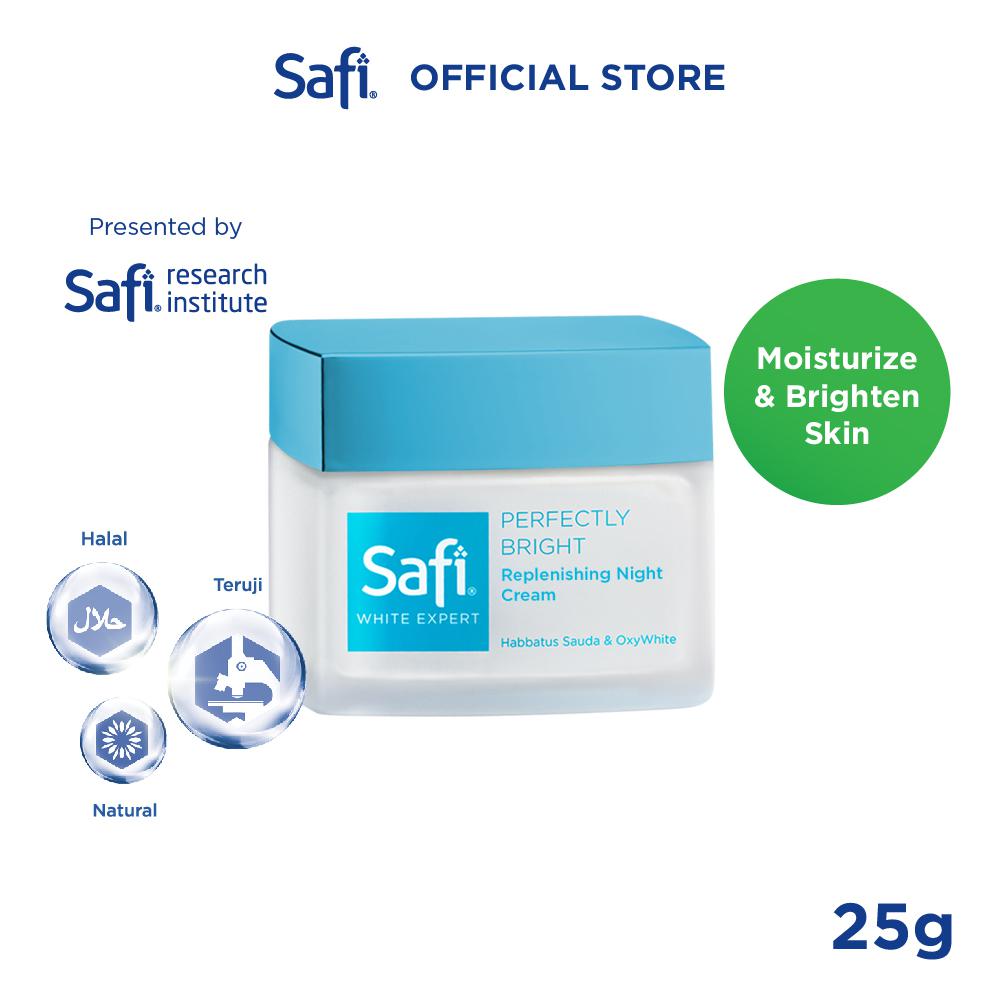 Safi® OFFICIAL STORE
Presented by
Safi® research
institute
Moisturize
& Brighten
Skin
Safi®
WHITE EXPERT
PERFECTLY
BRIGHT
Replenishing Night
Cream
Habbatus Sauda & OxyWhite
Halal
حلال
Teruji
Natural
25g